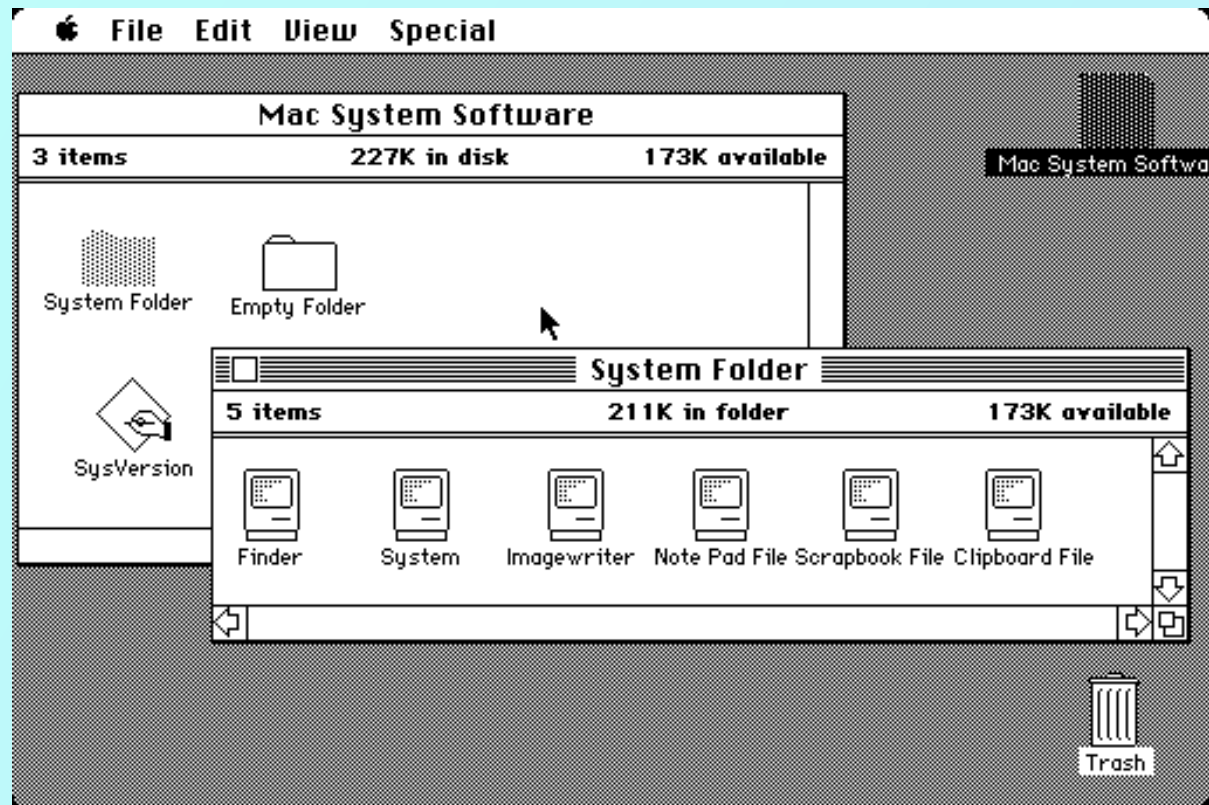 File Edit View Special
Mac System Software
3 items 227K in disk 173K available
Mac System Softwa
System Folder Empty Folder
SysVersion
System Folder
5 items 211K in folder 173K available
Finder System Imagewriter Note Pad File Scrapbook File Clipboard File
Trash